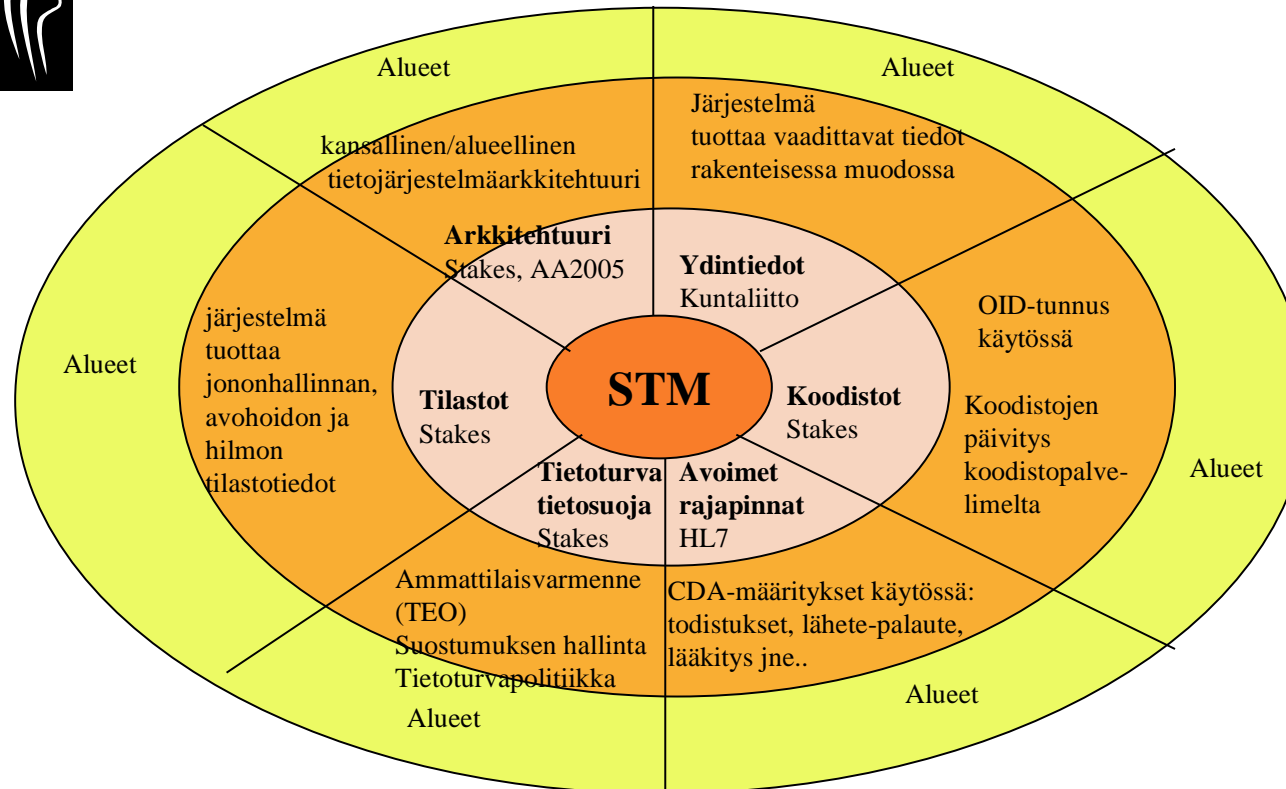 Alueet
Alueet
kansallinen/alueellinen
tietojärjestelmäarkkitehtuuri
Järjestelmä
tuottaa vaadittavat tiedot
rakenteisessa muodossa
Arkkitehtuuri
Stakes, AA2005
Ydintiedot
Kuntaliitto
Alueet
järjestelmä
tuottaa
jononhallinnan,
avohoidon ja
hilmon
tilastotiedot
Tilastot
Stakes
STM
Koodistot
Stakes
OID-tunnus
käytössä
Koodistojen
päivitys
koodistopalve-
limelta
Alueet
Tietoturva
tietosuoja
Stakes
Avoimet
rajapinnat
HL7
Ammattilaisvarmenne
(TEO)
Suostumuksen hallinta
Tietoturvapolitiikka
CDA-määritykset käytössä:
todistukset, lähete-palaute,
lääkitys jne..
Alueet
Alueet